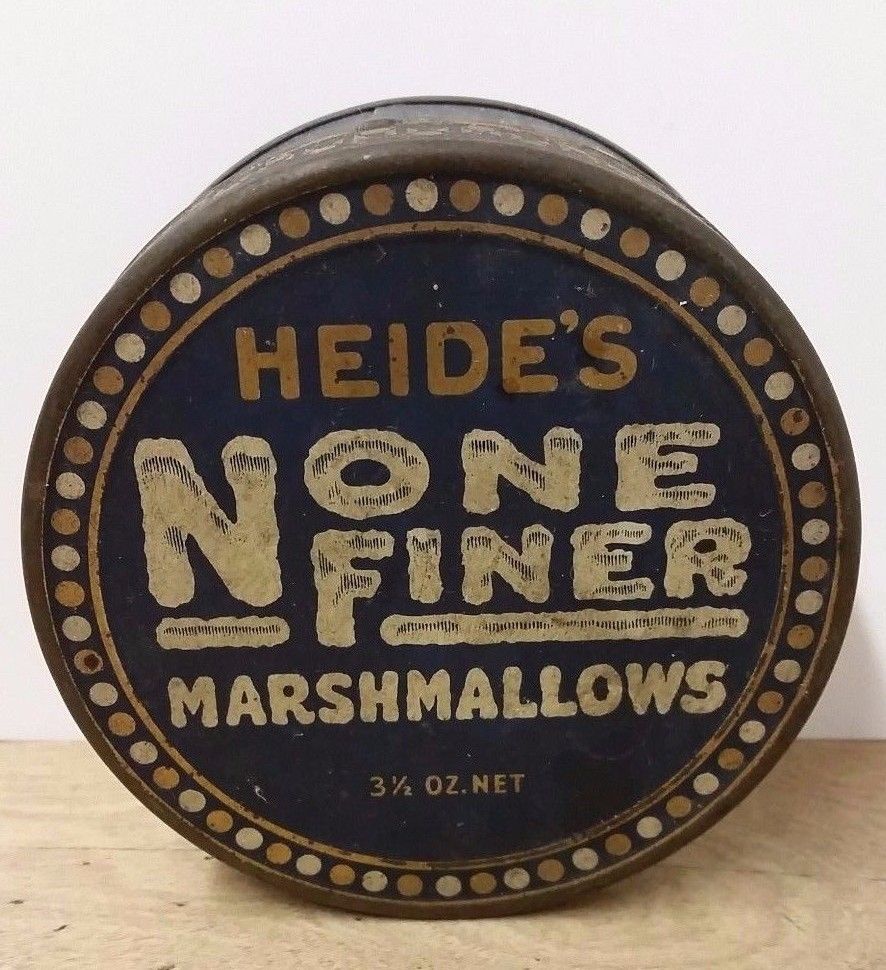 HEIDE'S
NONE
FINER
MARSHMALLOWS
3½ OZ. NET